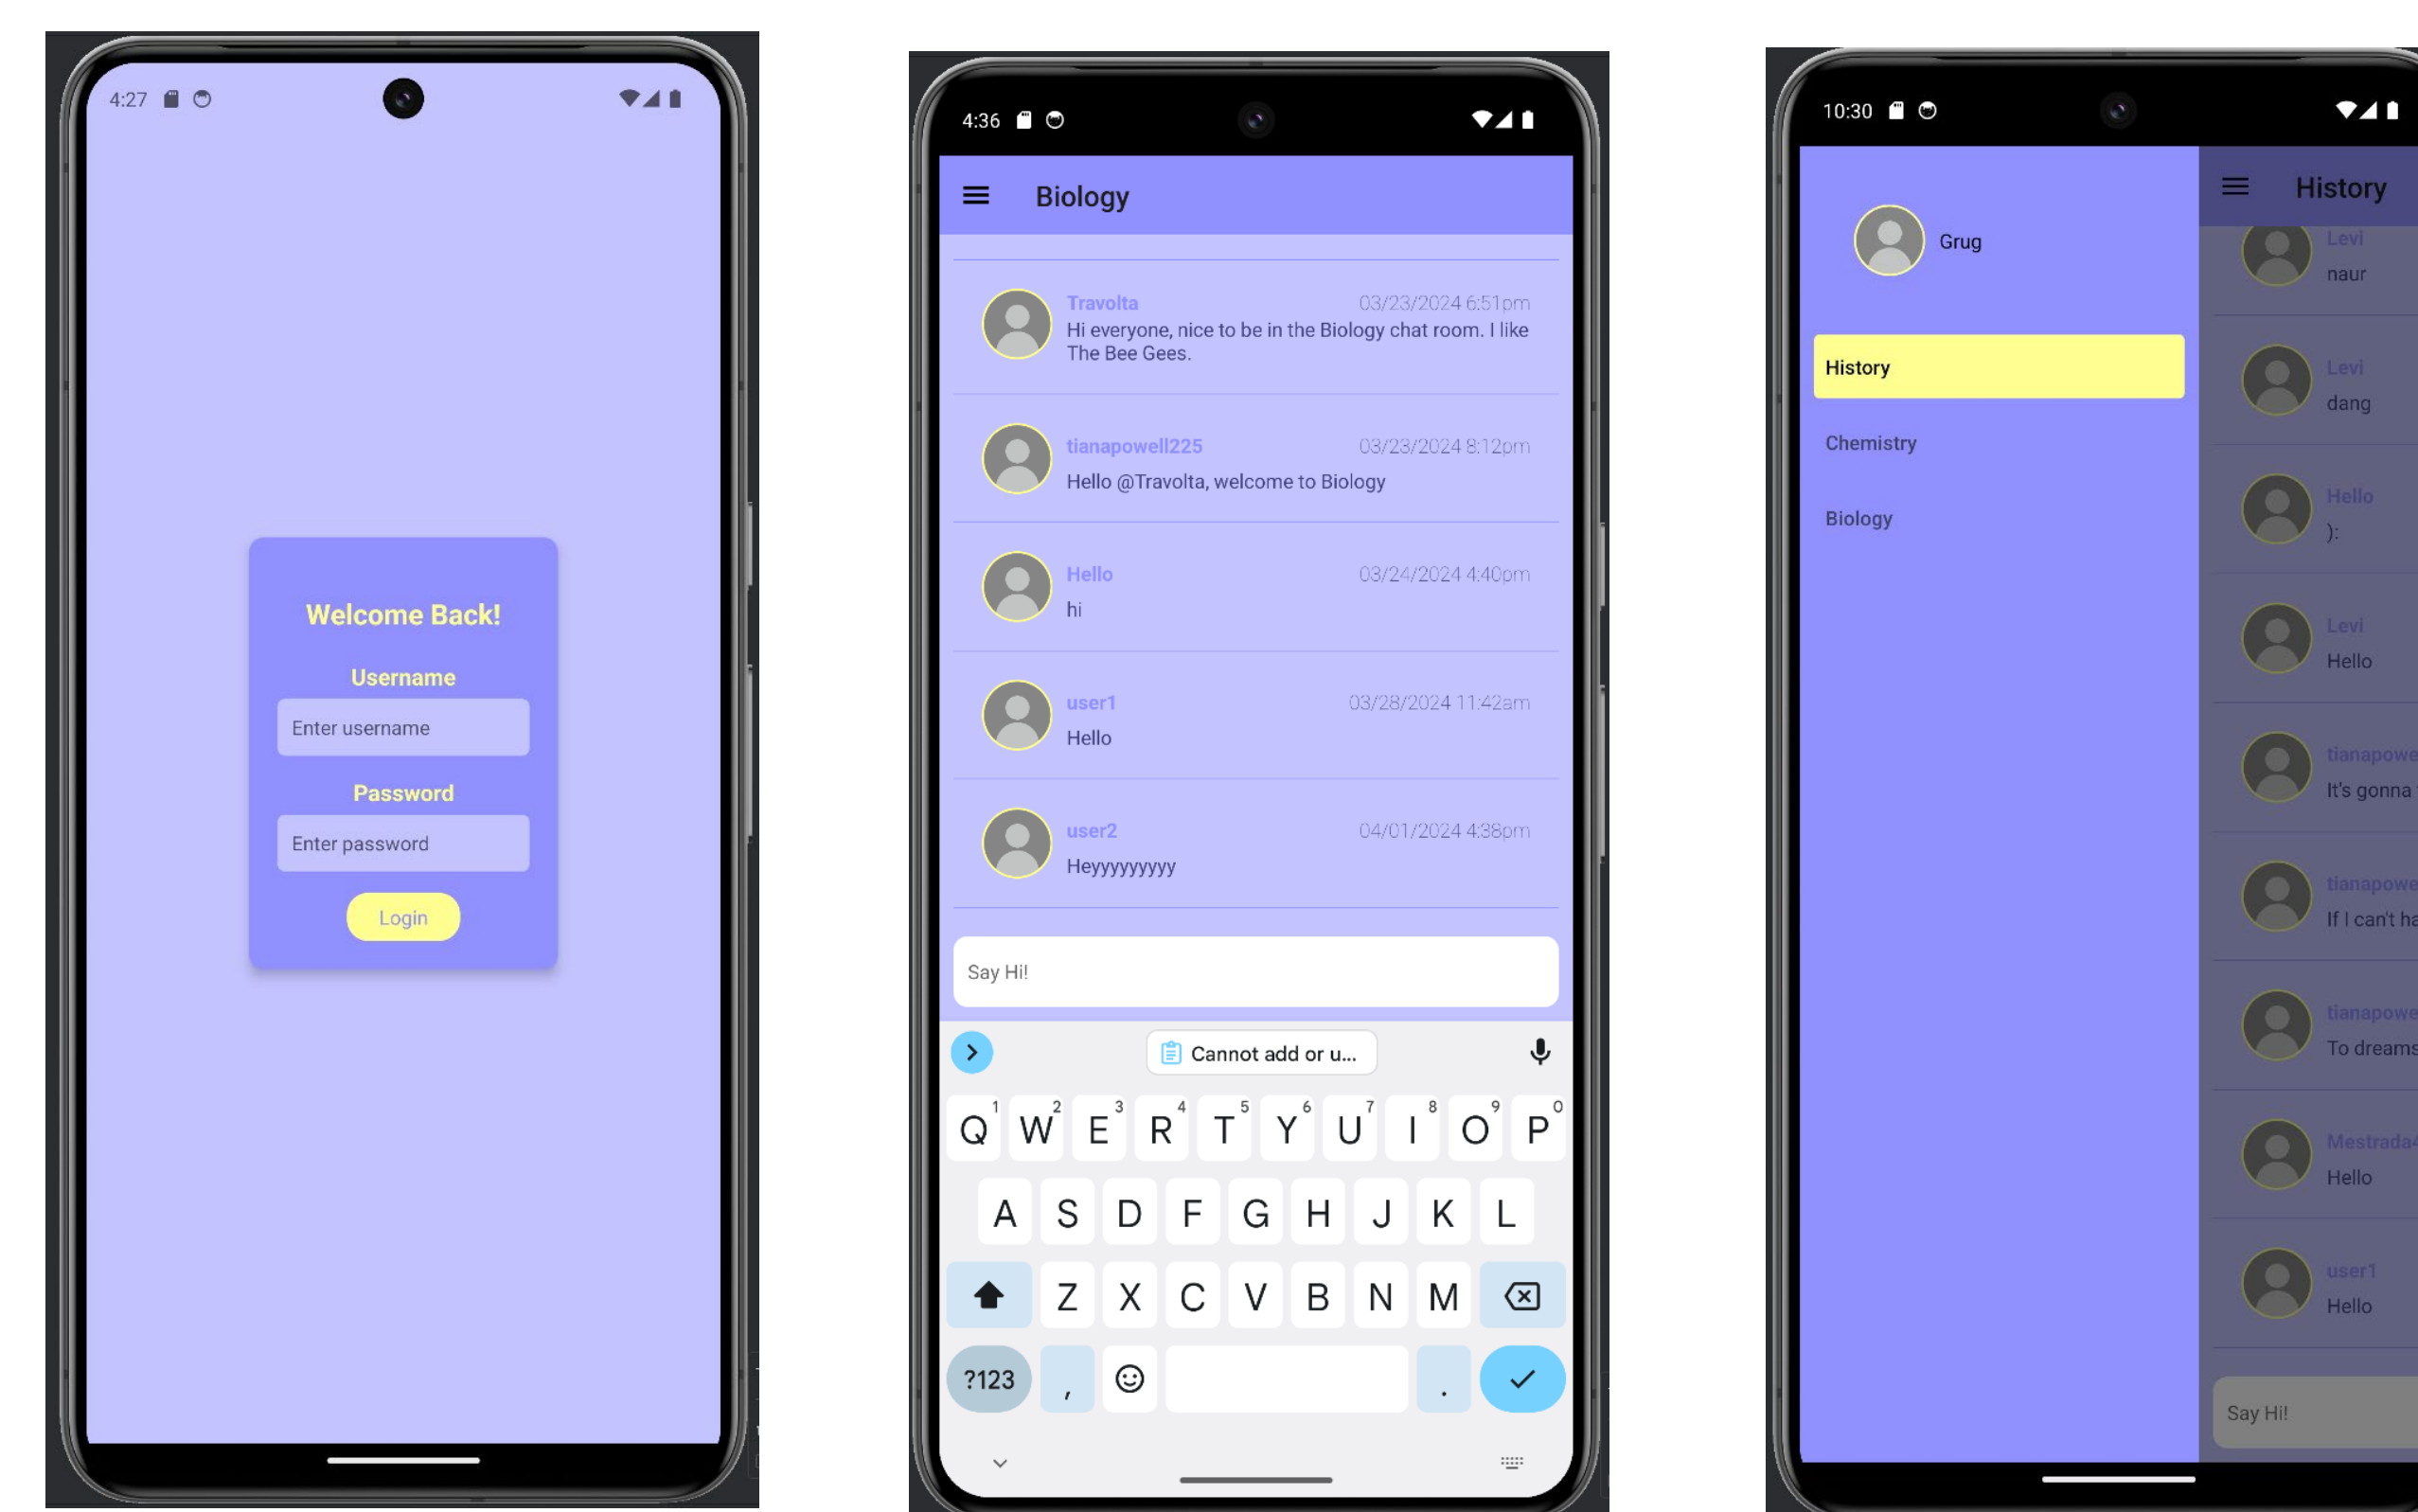 4:27
Welcome Back!
Username
Enter username
Password
Enter password
Login
4:36
Biology
Travolta 03/23/2024 6:51pm
Hi everyone, nice to be in the Biology chat room. I like
The Bee Gees.
tianapowell225 03/23/2024 8:12pm
Hello @Travolta, welcome to Biology
Hello 03/24/2024 4:40pm
hi
user1 03/28/2024 11:42am
Hello
user2 04/01/2024 4:38pm
Heyyyyyyyyy
Say Hi!
Cannot add or u...
Q 1 W 2 E 3 R 4 T 5 Y 6 U 7 I 8 O 9 P 0
A S D F G H J K L
Z X C V B N M
?123 , .
10:30
Grug
History
Chemistry
Biology
History
Levi
naur
Levi
dang
Hello
):
Levi
Hello
tianapowe
It's gonna
tianapowe
If I can't ha
tianapowe
To dreams
Mestrada4
Hello
user1
Hello
Say Hi!